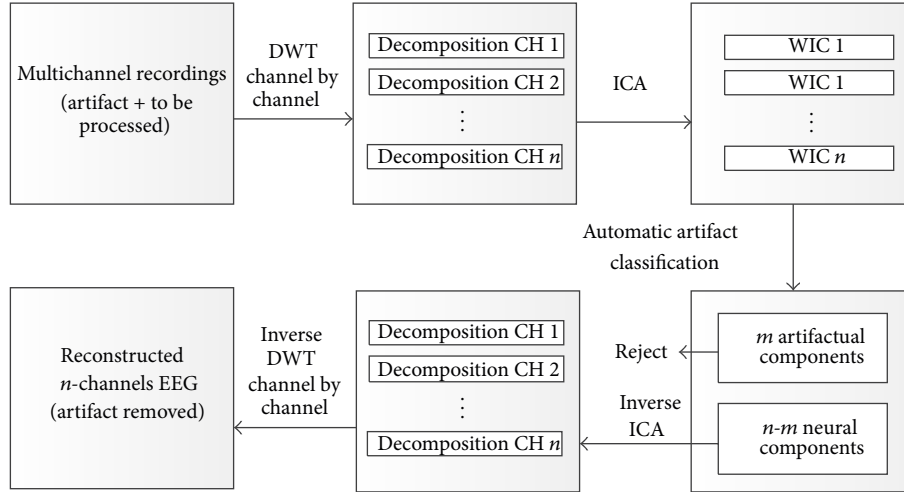 Multichannel recordings
(artifact + to be
processed)
DWT
channel by
channel
Decomposition CH 1
Decomposition CH 2
⋮
Decomposition CH n
ICA
WIC 1
WIC 1
⋮
WIC n
Automatic artifact
classification
m artifactual
components
Reject
n-m neural
components
Inverse
ICA
Decomposition CH 1
Decomposition CH 2
⋮
Decomposition CH n
Inverse
DWT
channel by
channel
Reconstructed
n-channels EEG
(artifact removed)